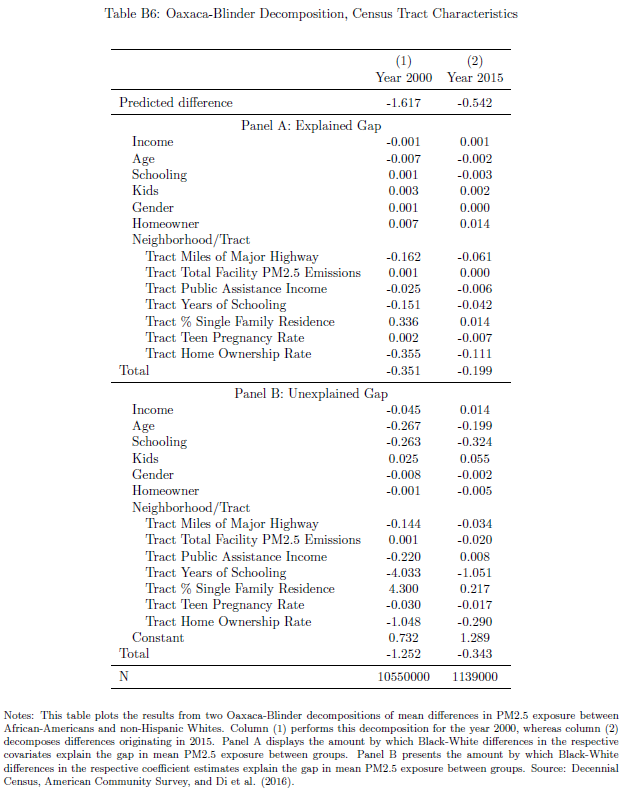 Table B6: Oaxaca-Blinder Decomposition, Census Tract Characteristics
(1) (2)
Year 2000 Year 2015
Predicted difference -1.617 -0.542
Panel A: Explained Gap
Income -0.001 0.001
Age -0.007 -0.002
Schooling 0.001 -0.003
Kids 0.003 0.002
Gender 0.001 0.000
Homeowner 0.007 0.014
Neighborhood/Tract
Tract Miles of Major Highway -0.162 -0.061
Tract Total Facility PM2.5 Emissions 0.001 0.000
Tract Public Assistance Income -0.025 -0.006
Tract Years of Schooling -0.151 -0.042
Tract % Single Family Residence 0.336 0.014
Tract Teen Pregnancy Rate 0.002 -0.007
Tract Home Ownership Rate -0.355 -0.111
Total -0.351 -0.199
Panel B: Unexplained Gap
Income -0.045 0.014
Age -0.267 -0.199
Schooling -0.263 -0.324
Kids 0.025 0.055
Gender -0.008 -0.002
Homeowner -0.001 -0.005
Neighborhood/Tract
Tract Miles of Major Highway -0.144 -0.034
Tract Total Facility PM2.5 Emissions 0.001 -0.020
Tract Public Assistance Income -0.220 0.008
Tract Years of Schooling -4.033 -1.051
Tract % Single Family Residence 4.300 0.217
Tract Teen Pregnancy Rate -0.030 -0.017
Tract Home Ownership Rate -1.048 -0.290
Constant 0.732 1.289
Total -1.252 -0.343
N 10550000 1139000
Notes: This table plots the results from two Oaxaca-Blinder decompositions of mean differences in PM2.5 exposure between
African-Americans and non-Hispanic Whites. Column (1) performs this decomposition for the year 2000, whereas column (2)
decomposes differences originating in 2015. Panel A displays the amount by which Black-White differences in the respective
covariates explain the gap in mean PM2.5 exposure between groups. Panel B presents the amount by which Black-White
differences in the respective coefficient estimates explain the gap in mean PM2.5 exposure between groups. Source: Decennial
Census, American Community Survey, and Di et al. (2016).